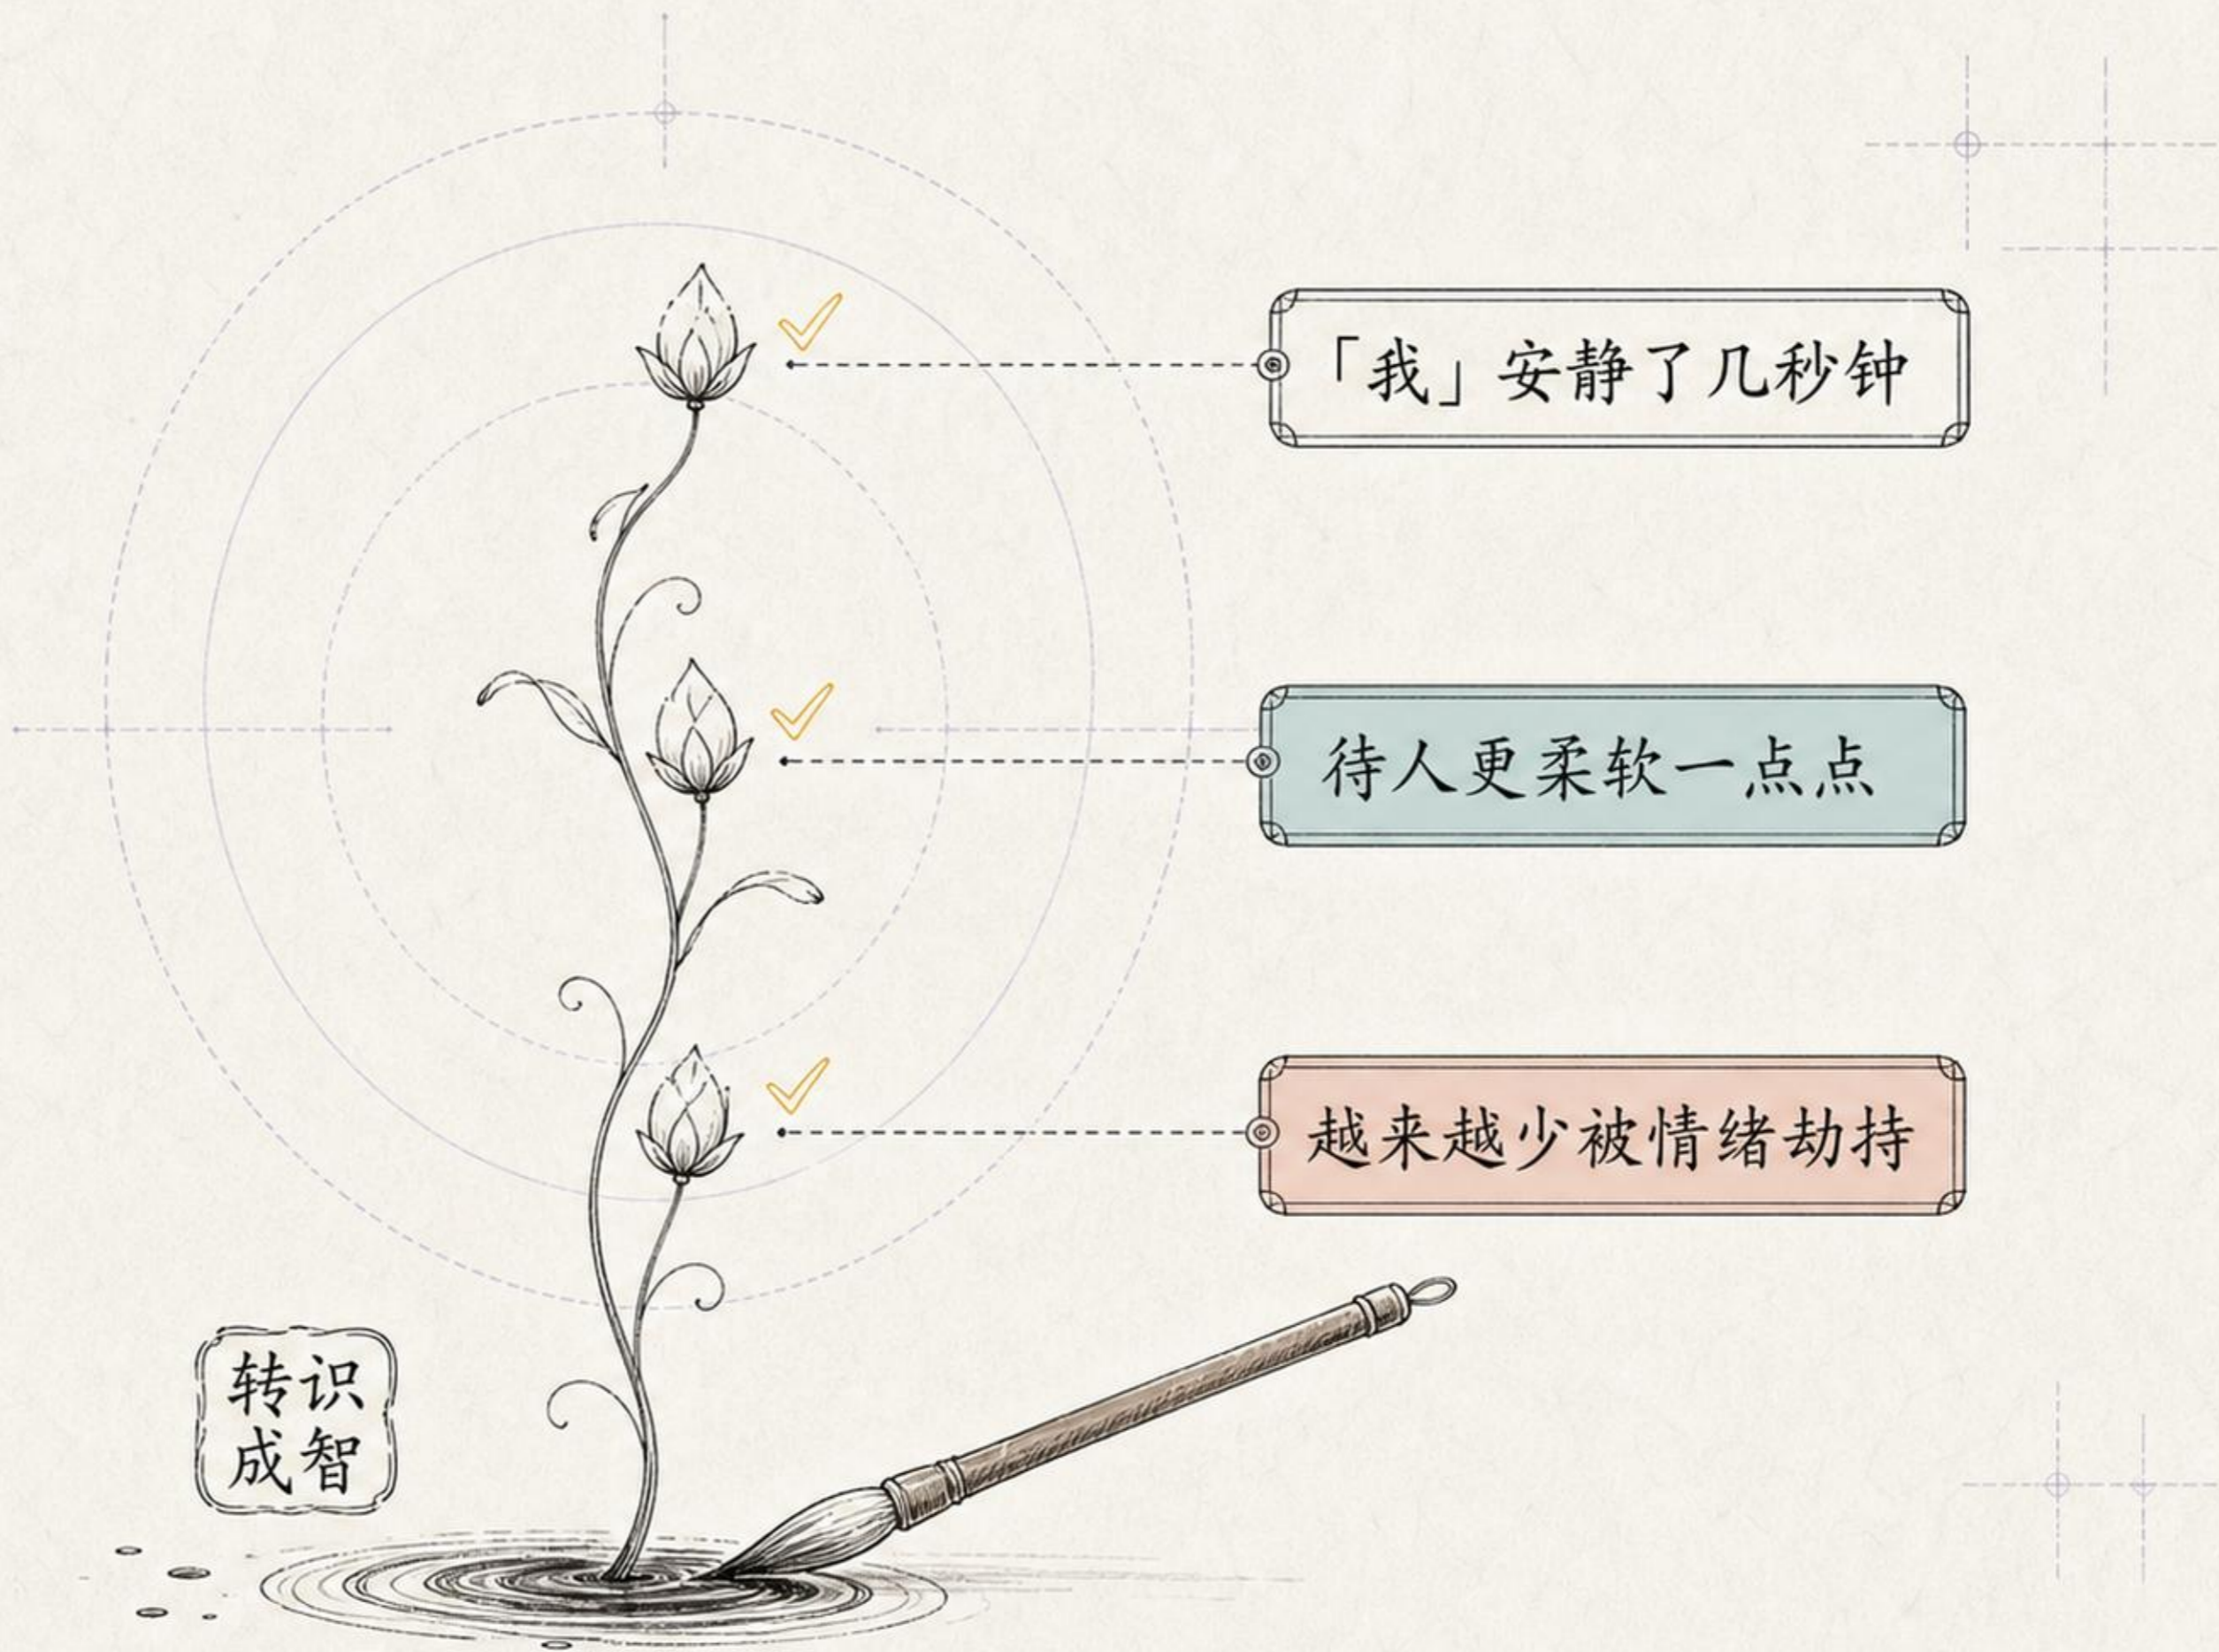 「我」安静了几秒钟
待人更柔软一点点
越来越少被情绪劫持
转识
成智